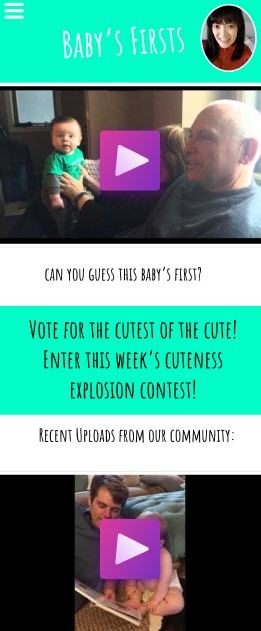 Baby's Firsts
can you guess this baby's first?
Vote for the cutest of the cute!
Enter this week's cuteness
explosion contest!
Recent Uploads from our community: